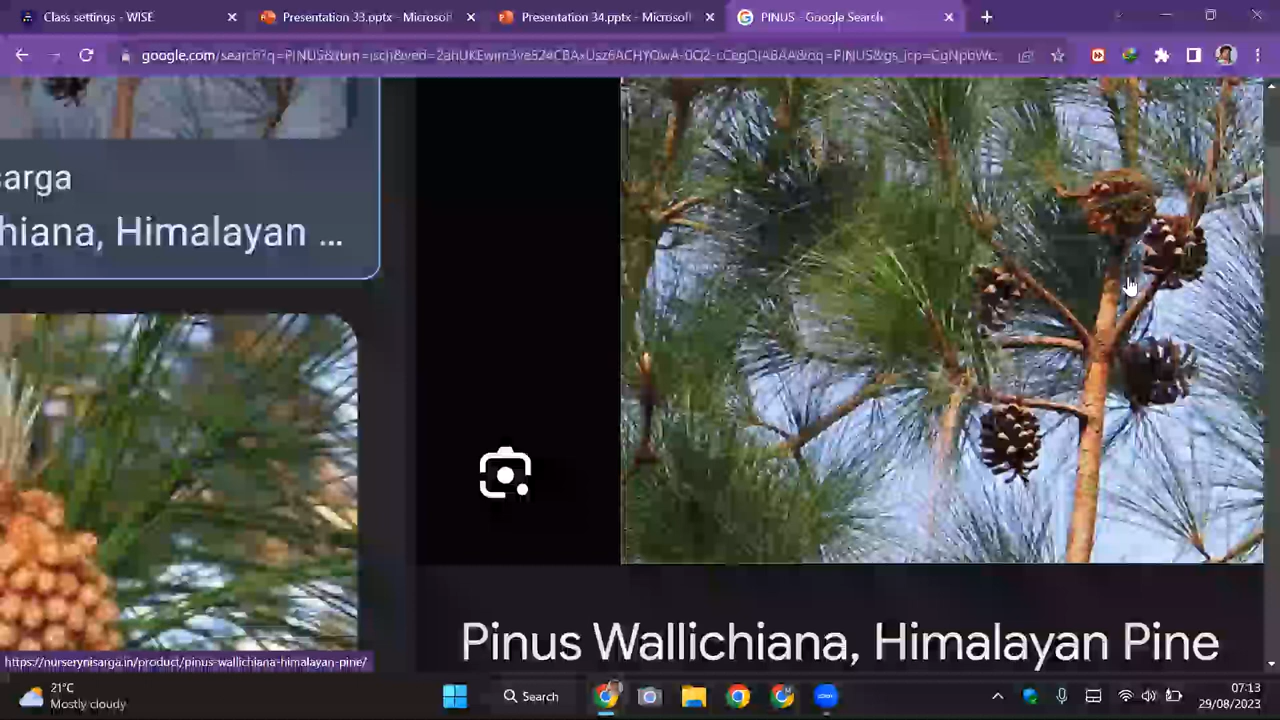 Class settings - WISE
Presentation 33.pptx - Microsoft
Presentation 34.pptx - Microsoft
PINUS - Google Search
sarga
hiana, Himalayan ...
Pinus Wallichiana, Himalayan Pine
https://nurserynisarga.in/product/pinus-wallichiana-himalayan-pine/
21°C
Mostly cloudy
Search
07:13
29/08/2023